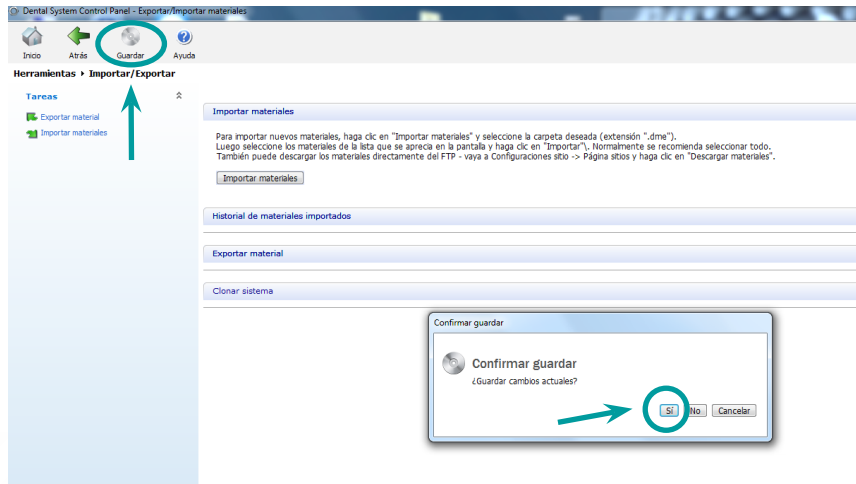 Dental System Control Panel - Exportar/Importar materiales
Inicio Atrás Guardar Ayuda
Herramientas ▸ Importar/Exportar
Tareas
Exportar material
Importar materiales
Importar materiales
Para importar nuevos materiales, haga clic en "Importar materiales" y seleccione la carpeta deseada (extensión ".dme").
Luego seleccione los materiales de la lista que se aprecia en la pantalla y haga clic en "Importar"\. Normalmente se recomienda seleccionar todo.
También puede descargar los materiales directamente del FTP - vaya a Configuraciones sitio -> Página sitios y haga clic en "Descargar materiales".
Importar materiales
Historial de materiales importados
Exportar material
Clonar sistema
Confirmar guardar
Confirmar guardar
¿Guardar cambios actuales?
Sí No Cancelar